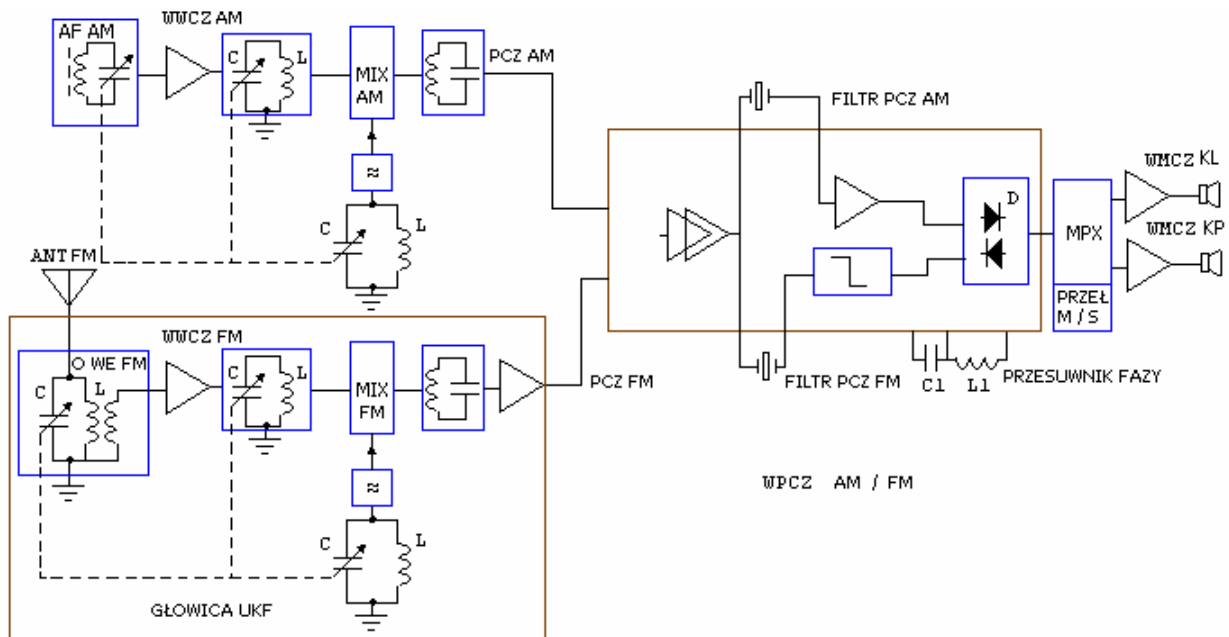 AF AM
WWCZ AM
C
L
MIX
AM
≈
C
L
PCZ AM
FILTR PCZ AM
D
MPX
PRZEŁ
M / S
WMCZ KL
WMCZ KP
ANT FM
WE FM
C
L
WWCZ FM
C
L
MIX
FM
≈
C
L
PCZ FM
FILTR PCZ FM
C1
L1
PRZESUWNIK FAZY
WPCZ AM / FM
GŁOWICA UKF